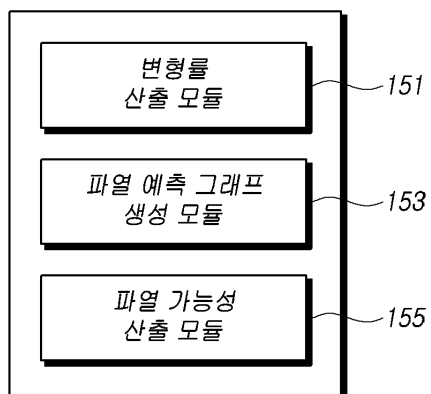 변형률
산출 모듈
151
파열 예측 그래프
생성 모듈
153
파열 가능성
산출 모듈
155